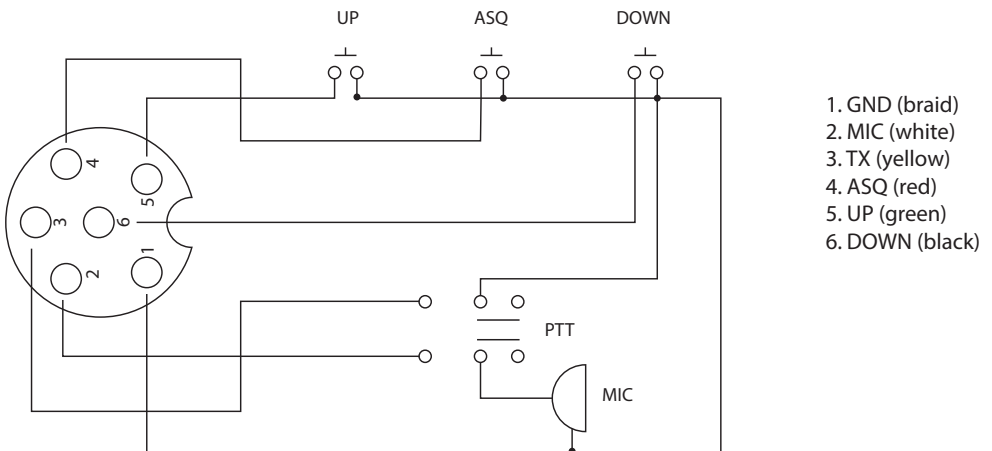 UP
ASQ
DOWN
4
5
3
6
2
1
PTT
MIC
1. GND (braid)
2. MIC (white)
3. TX (yellow)
4. ASQ (red)
5. UP (green)
6. DOWN (black)